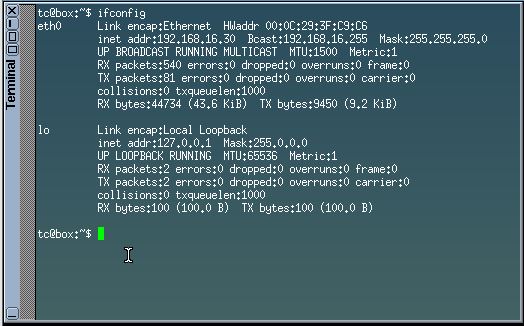 Terminal
tc@box:~$ ifconfig
eth0 Link encap:Ethernet HWaddr 00:0C:29:3F:C9:C6
inet addr:192.168.16.30 Bcast:192.168.16.255 Mask:255.255.255.0
UP BROADCAST RUNNING MULTICAST MTU:1500 Metric:1
RX packets:540 errors:0 dropped:0 overruns:0 frame:0
TX packets:81 errors:0 dropped:0 overruns:0 carrier:0
collisions:0 txqueuelen:1000
RX bytes:44734 (43.6 KiB) TX bytes:9450 (9.2 KiB)
lo Link encap:Local Loopback
inet addr:127.0.0.1 Mask:255.0.0.0
UP LOOPBACK RUNNING MTU:65536 Metric:1
RX packets:2 errors:0 dropped:0 overruns:0 frame:0
TX packets:2 errors:0 dropped:0 overruns:0 carrier:0
collisions:0 txqueuelen:1000
RX bytes:100 (100.0 B) TX bytes:100 (100.0 B)
tc@box:~$